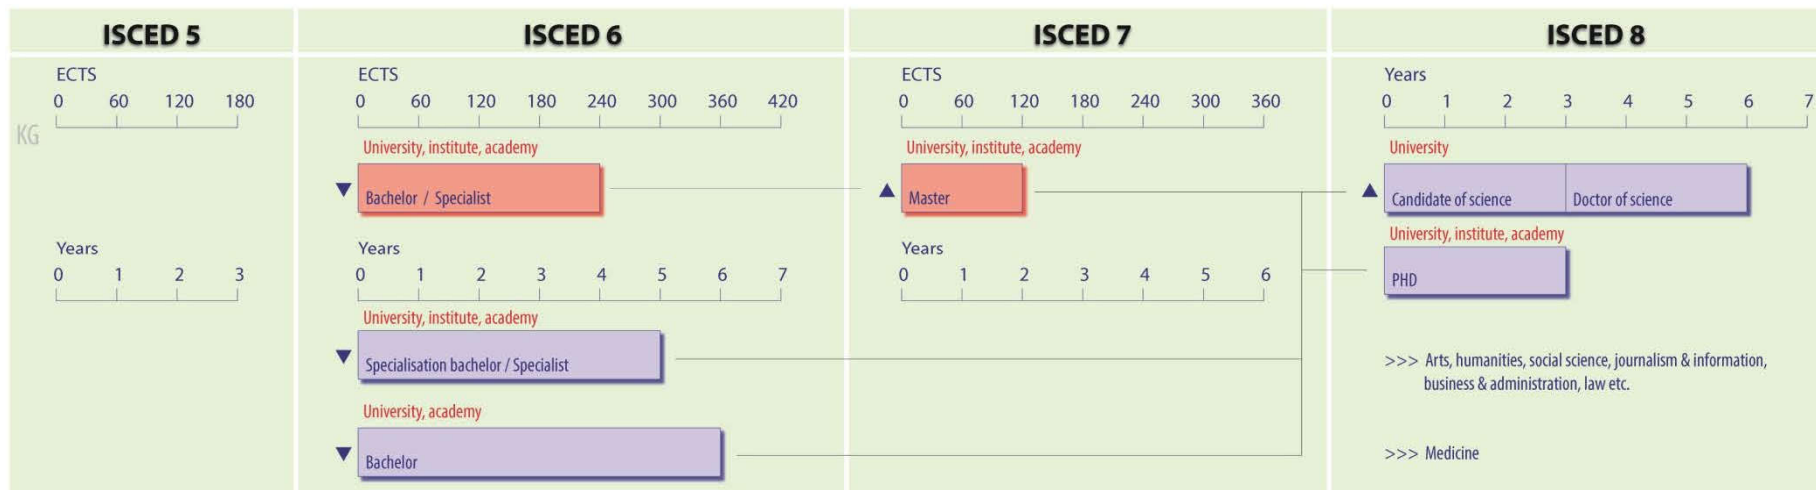 ISCED 5
ISCED 6
ISCED 7
ISCED 8
KG
ECTS
0 60 120 180
ECTS
0 60 120 180 240 300 360 420
ECTS
0 60 120 180 240 300 360
Years
0 1 2 3 4 5 6 7
University, institute, academy
Bachelor / Specialist
University, institute, academy
Master
University
Candidate of science
Doctor of science
University, institute, academy
PHD
Years
0 1 2 3
Years
0 1 2 3 4 5 6 7
Years
0 1 2 3 4 5 6
University, institute, academy
Specialisation bachelor / Specialist
>>> Arts, humanities, social science, journalism & information,
business & administration, law etc.
University, academy
Bachelor
>>> Medicine